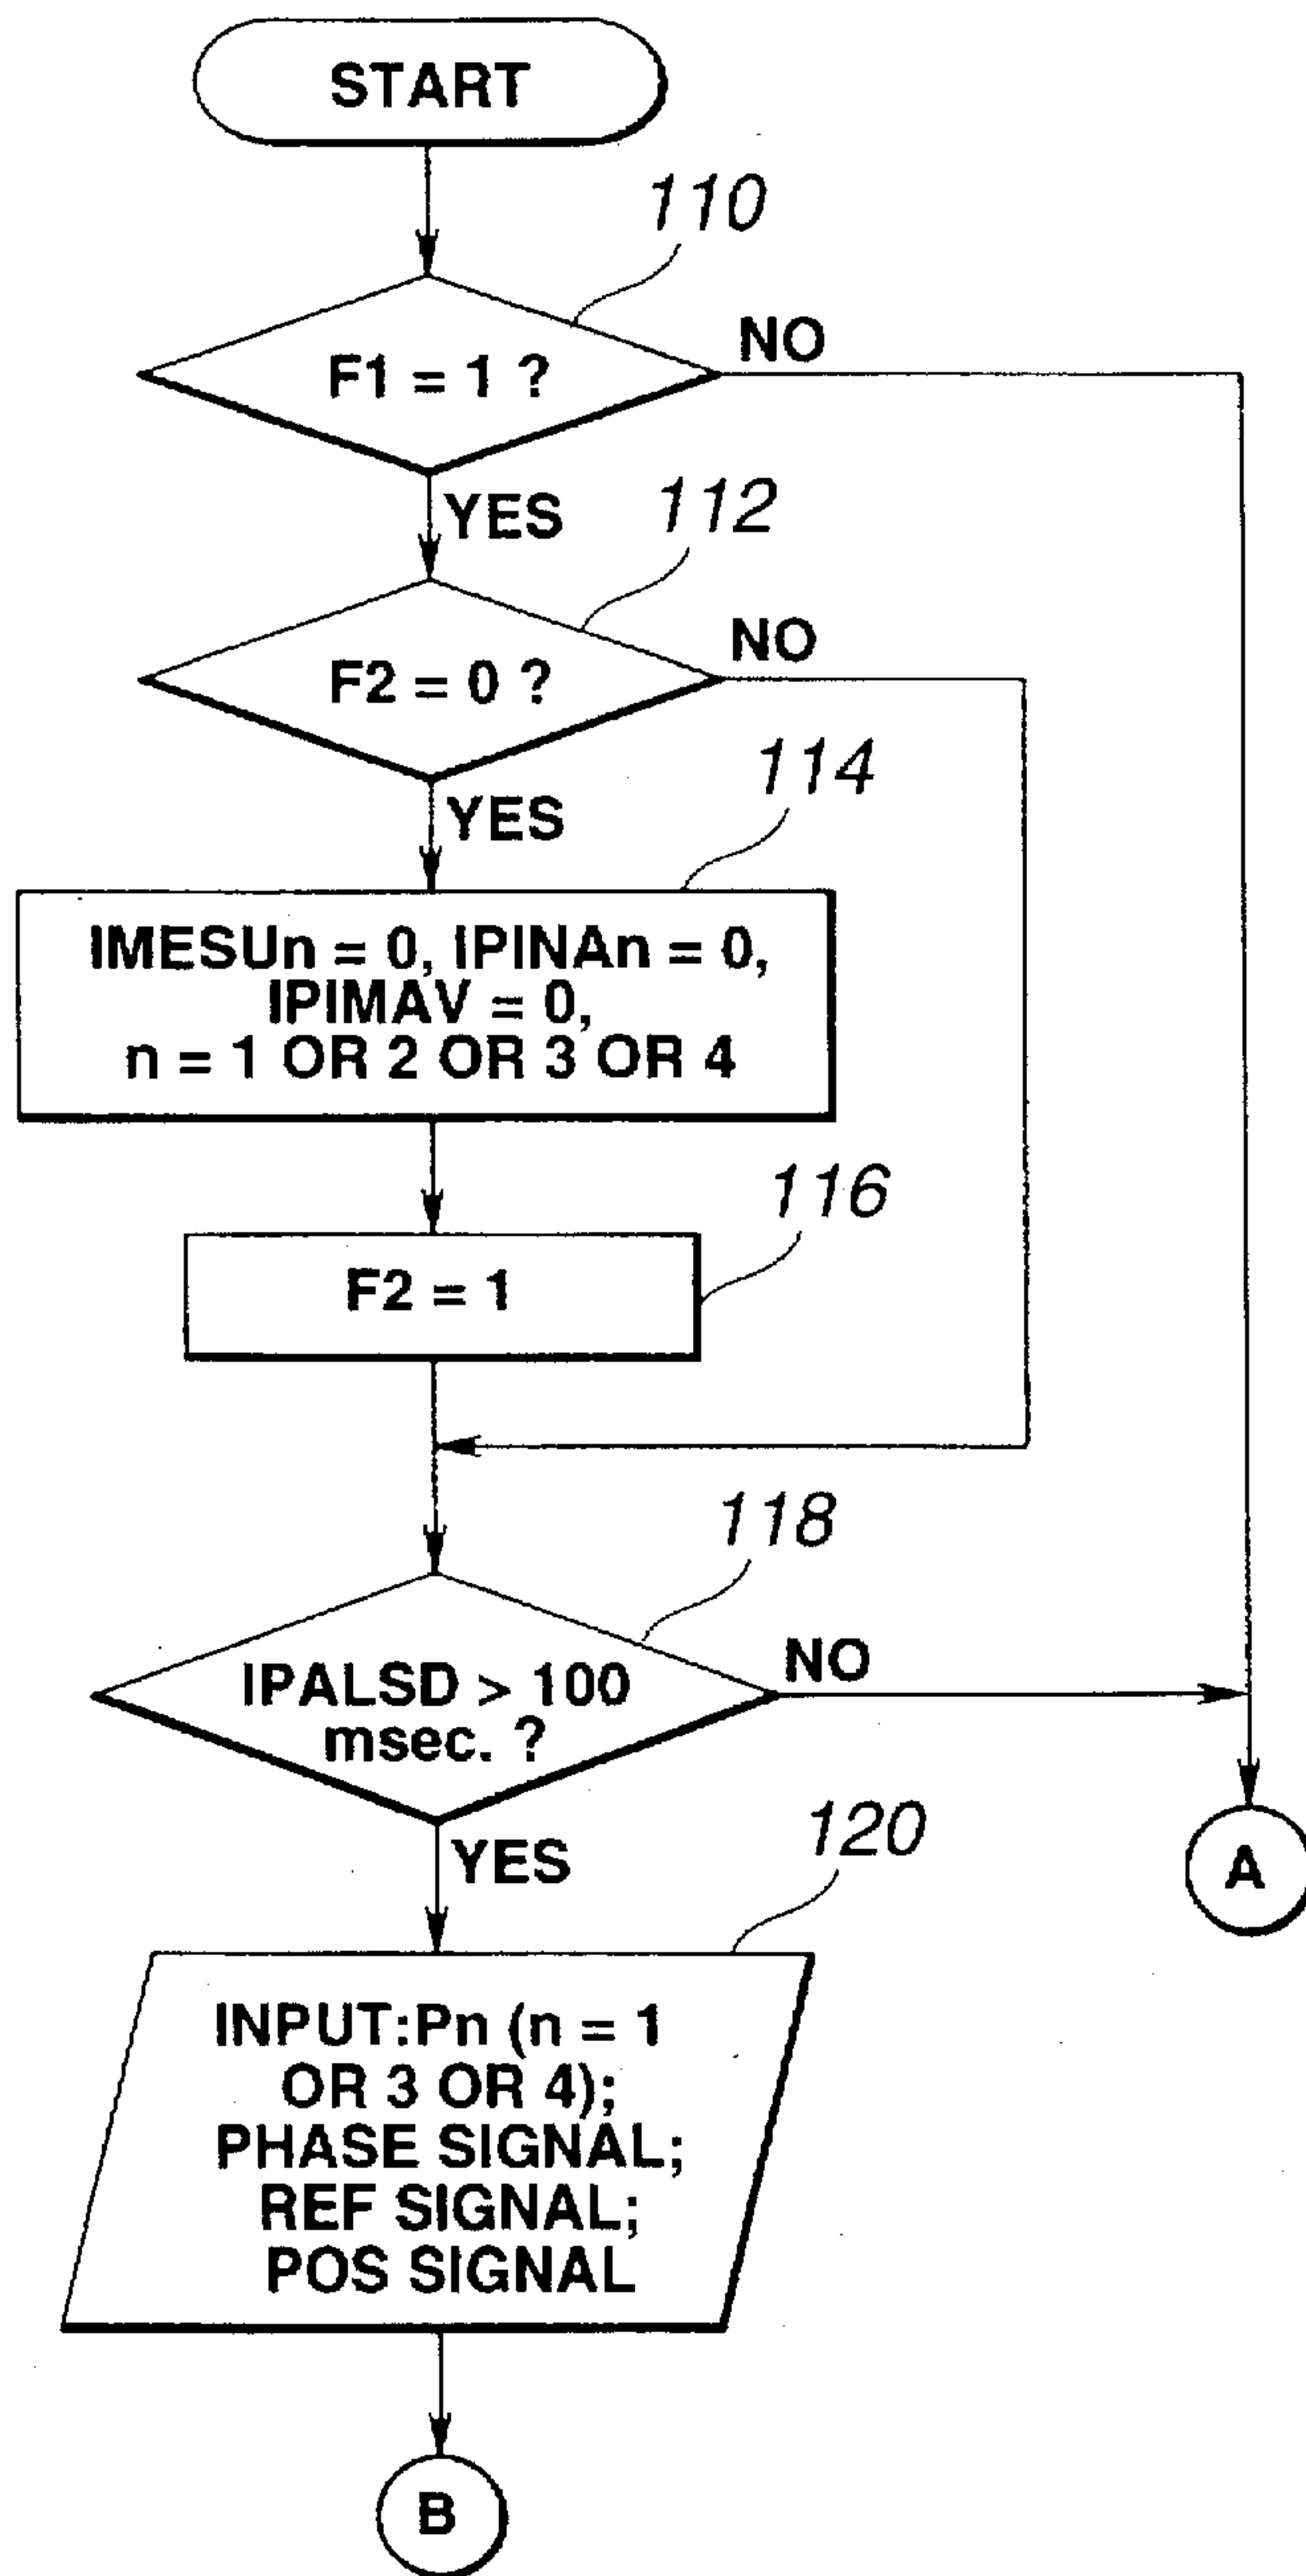 START
110
F1 = 1 ?
NO
YES
112
F2 = 0 ?
NO
YES
114
IMESUn = 0, IPINAn = 0,
IPIMAV = 0,
n = 1 OR 2 OR 3 OR 4
116
F2 = 1
118
IPALSD > 100
msec. ?
NO
YES
A
120
INPUT:Pn (n = 1
OR 3 OR 4);
PHASE SIGNAL;
REF SIGNAL;
POS SIGNAL
B